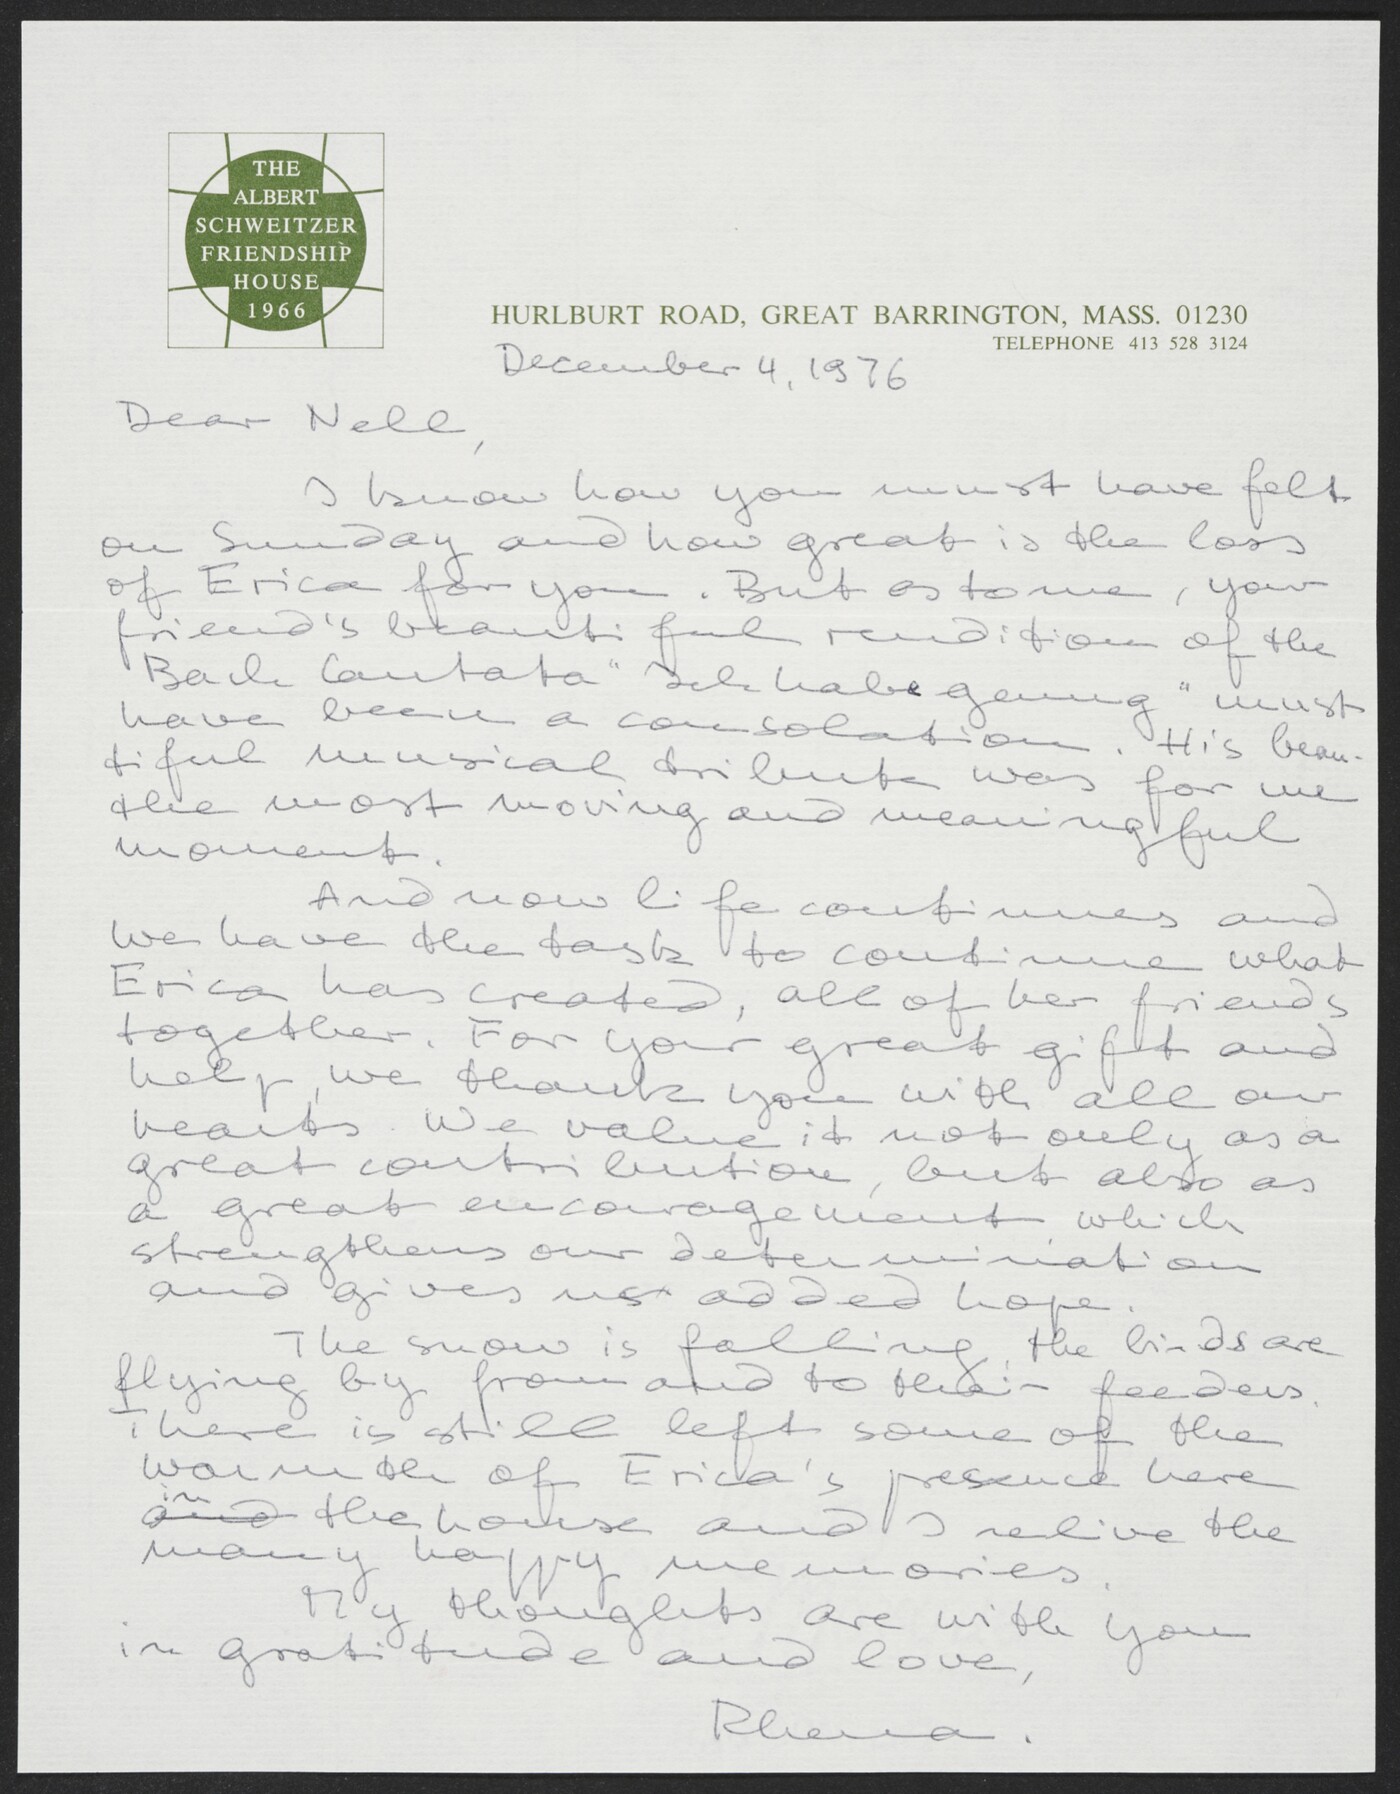 THE
ALBERT
SCHWEITZER
FRIENDSHIP
HOUSE
1966
HURLBURT ROAD, GREAT BARRINGTON, MASS. 01230
TELEPHONE 413 528 3124
December 4, 1976
Dear Nell,
I know how you must have felt
on Sunday and how great is the loss
of Erica for you. But as to me, your
friend's beautiful rendition of the
Bach Cantata "Ich habe genug" must
have been a consolation. His beau-
tiful musical tribute was for me
the most moving and meaningful
moment.
And now life continues and
we have the task to continue what
Erica has created, all of her friends
together. For your great gift and
help, we thank you with all our
hearts. We value it not only as a
great contribution, but also as
a great encouragement which
strengthens our determination
and gives us added hope.
The snow is falling, the birds are
flying by from and to their feeders.
There is still left some of the
warmth of Erica's presence here
in
and the house and I relive the
many happy memories.
My thoughts are with you
in gratitude and love,
Rhena.